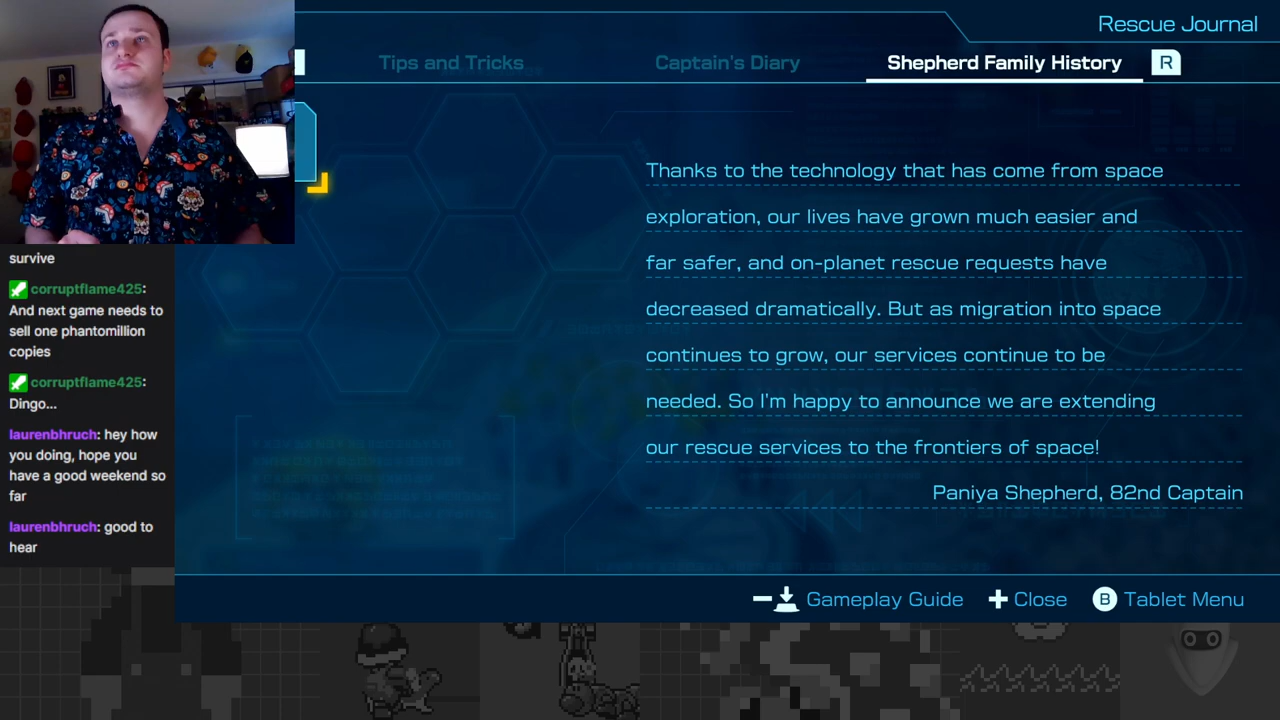 Rescue Journal
Tips and Tricks
Captain's Diary
Shepherd Family History
R
Thanks to the technology that has come from space
exploration, our lives have grown much easier and
far safer, and on-planet rescue requests have
decreased dramatically. But as migration into space
continues to grow, our services continue to be
needed. So I'm happy to announce we are extending
our rescue services to the frontiers of space!
Paniya Shepherd, 82nd Captain
survive
corruptflame425:
And next game needs to
sell one phantomillion
copies
corruptflame425:
Dingo...
laurenbhruch: hey how
you doing, hope you
have a good weekend so
far
laurenbhruch: good to
hear
Gameplay Guide
Close
B Tablet Menu